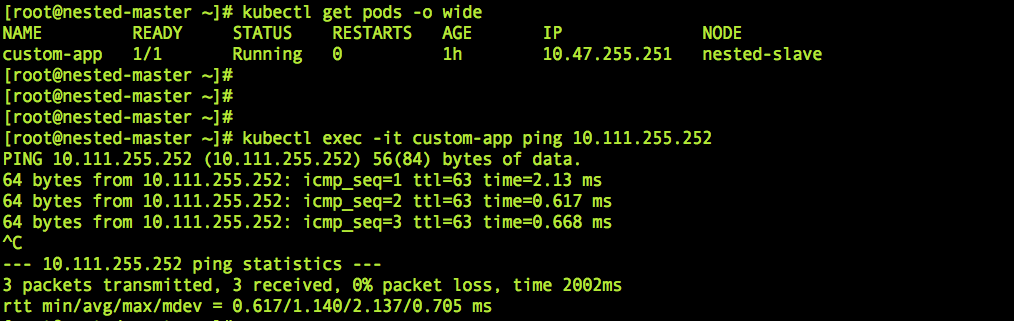 [root@nested-master ~]# kubectl get pods -o wide
NAME READY STATUS RESTARTS AGE IP NODE
custom-app 1/1 Running 0 1h 10.47.255.251 nested-slave
[root@nested-master ~]#
[root@nested-master ~]#
[root@nested-master ~]#
[root@nested-master ~]# kubectl exec -it custom-app ping 10.111.255.252
PING 10.111.255.252 (10.111.255.252) 56(84) bytes of data.
64 bytes from 10.111.255.252: icmp_seq=1 ttl=63 time=2.13 ms
64 bytes from 10.111.255.252: icmp_seq=2 ttl=63 time=0.617 ms
64 bytes from 10.111.255.252: icmp_seq=3 ttl=63 time=0.668 ms
^C
--- 10.111.255.252 ping statistics ---
3 packets transmitted, 3 received, 0% packet loss, time 2002ms
rtt min/avg/max/mdev = 0.617/1.140/2.137/0.705 ms